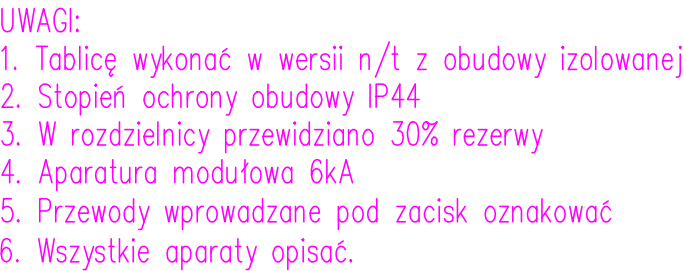 UWAGI:
1. Tablicę wykonać w wersii n/t z obudowy izolowanej
2. Stopień ochrony obudowy IP44
3. W rozdzielnicy przewidziano 30% rezerwy
4. Aparatura modułowa 6kA
5. Przewody wprowadzane pod zacisk oznakować
6. Wszystkie aparaty opisać.